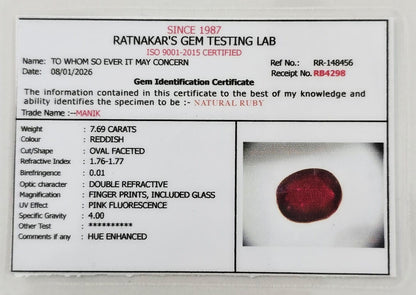 SINCE 1987
RATNAKAR'S GEM TESTING LAB
ISO 9001-2015 CERTIFIED
Name: TO WHOM SO EVER IT MAY CONCERN Ref No.: RR-148456
Date: 08/01/2026 Receipt No.RB4298
Gem Identification Certificate
The information contained in this certificate to the best of my knowledge and
ability identifies the specimen to be :- NATURAL RUBY
Trade Name :--MANIK
Weight : 7.69 CARATS
Colour : REDDISH
Cut/Shape : OVAL FACETED
Refractive Index : 1.76-1.77
Birefringence : 0.01
Optic character : DOUBLE REFRACTIVE
Magnification : FINGER PRINTS, INCLUDED GLASS
UV Effect : PINK FLUORESCENCE
Specific Gravity : 4.00
Other Test : **********
Comments if any : HUE ENHANCED